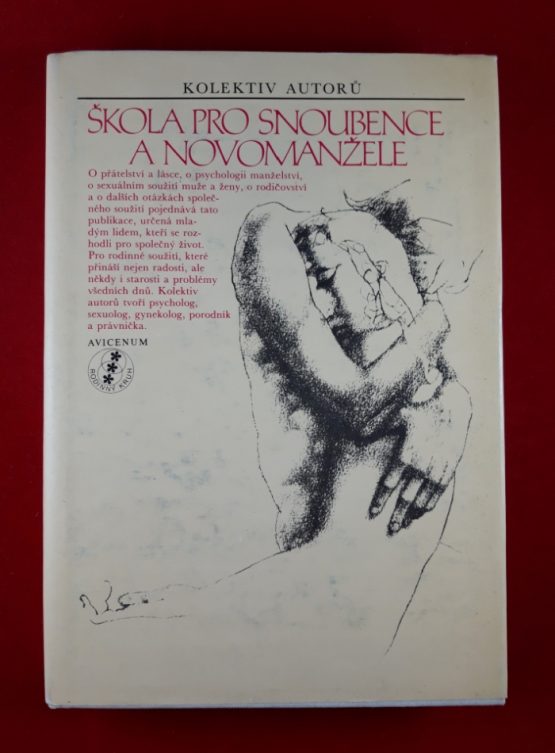 KOLEKTIV AUTORŮ
ŠKOLA PRO SNOUBENCE
A NOVOMANŽELE
O přátelství a lásce, o psychologii manželství,
o sexuálním soužití muže a ženy, o rodičovství
a o dalších otázkách společ-
ného soužití pojednává tato
publikace, určená mla-
dým lidem, kteří se roz-
hodli pro společný život.
Pro rodinné soužití, které
přináší nejen radosti, ale
někdy i starosti a problémy
všedních dnů. Kolektiv
autorů tvoří psycholog,
sexuolog, gynekolog, porodník
a právnička.
AVICENUM
RODINNÝ KRUH